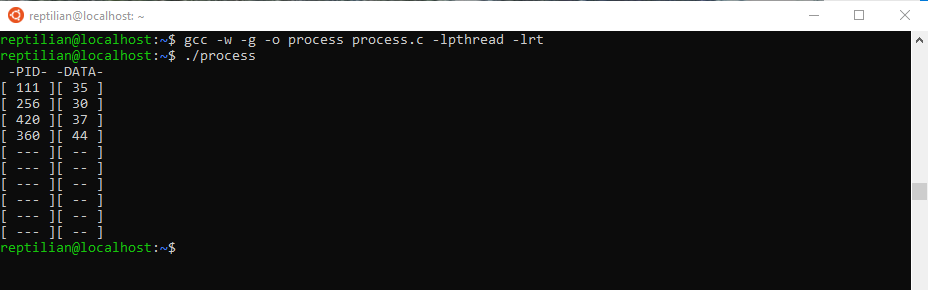 reptilian@localhost: ~
reptilian@localhost:~$ gcc -w -g -o process process.c -lpthread -lrt
reptilian@localhost:~$ ./process
 -PID- -DATA-
[ 111 ][ 35 ]
[ 256 ][ 30 ]
[ 420 ][ 37 ]
[ 360 ][ 44 ]
[ --- ][ -- ]
[ --- ][ -- ]
[ --- ][ -- ]
[ --- ][ -- ]
[ --- ][ -- ]
[ --- ][ -- ]
reptilian@localhost:~$